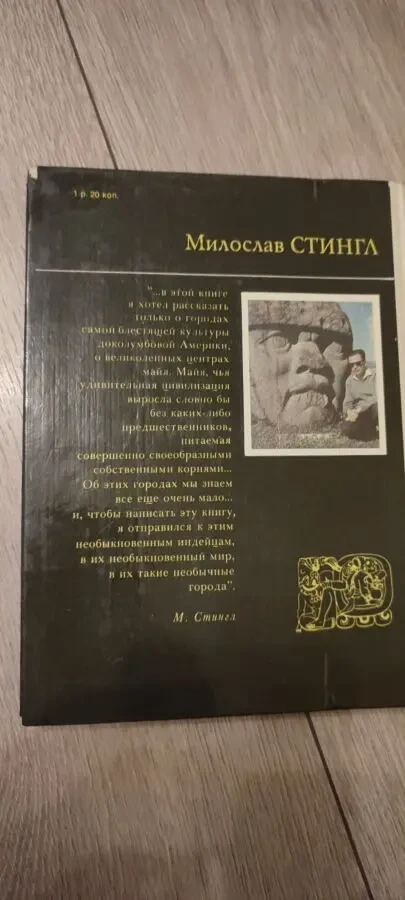 1 р. 20 коп.
Милослав СТИНГЛ
"...в этой книге
я хотел рассказать
только о городах
самой блестящей культуры
доколумбовой Америки,
о великолепных центрах
майя. Майя, чья
удивительная цивилизация
выросла словно бы
без каких-либо
предшественников,
питаемая
совершенно своеобразными
собственными корнями...
Об этих городах мы знаем
все еще очень мало...
и, чтобы написать эту книгу,
я отправился к этим
необыкновенным индейцам,
в их необыкновенный мир,
в их такие необычные
города".
М. Стингл